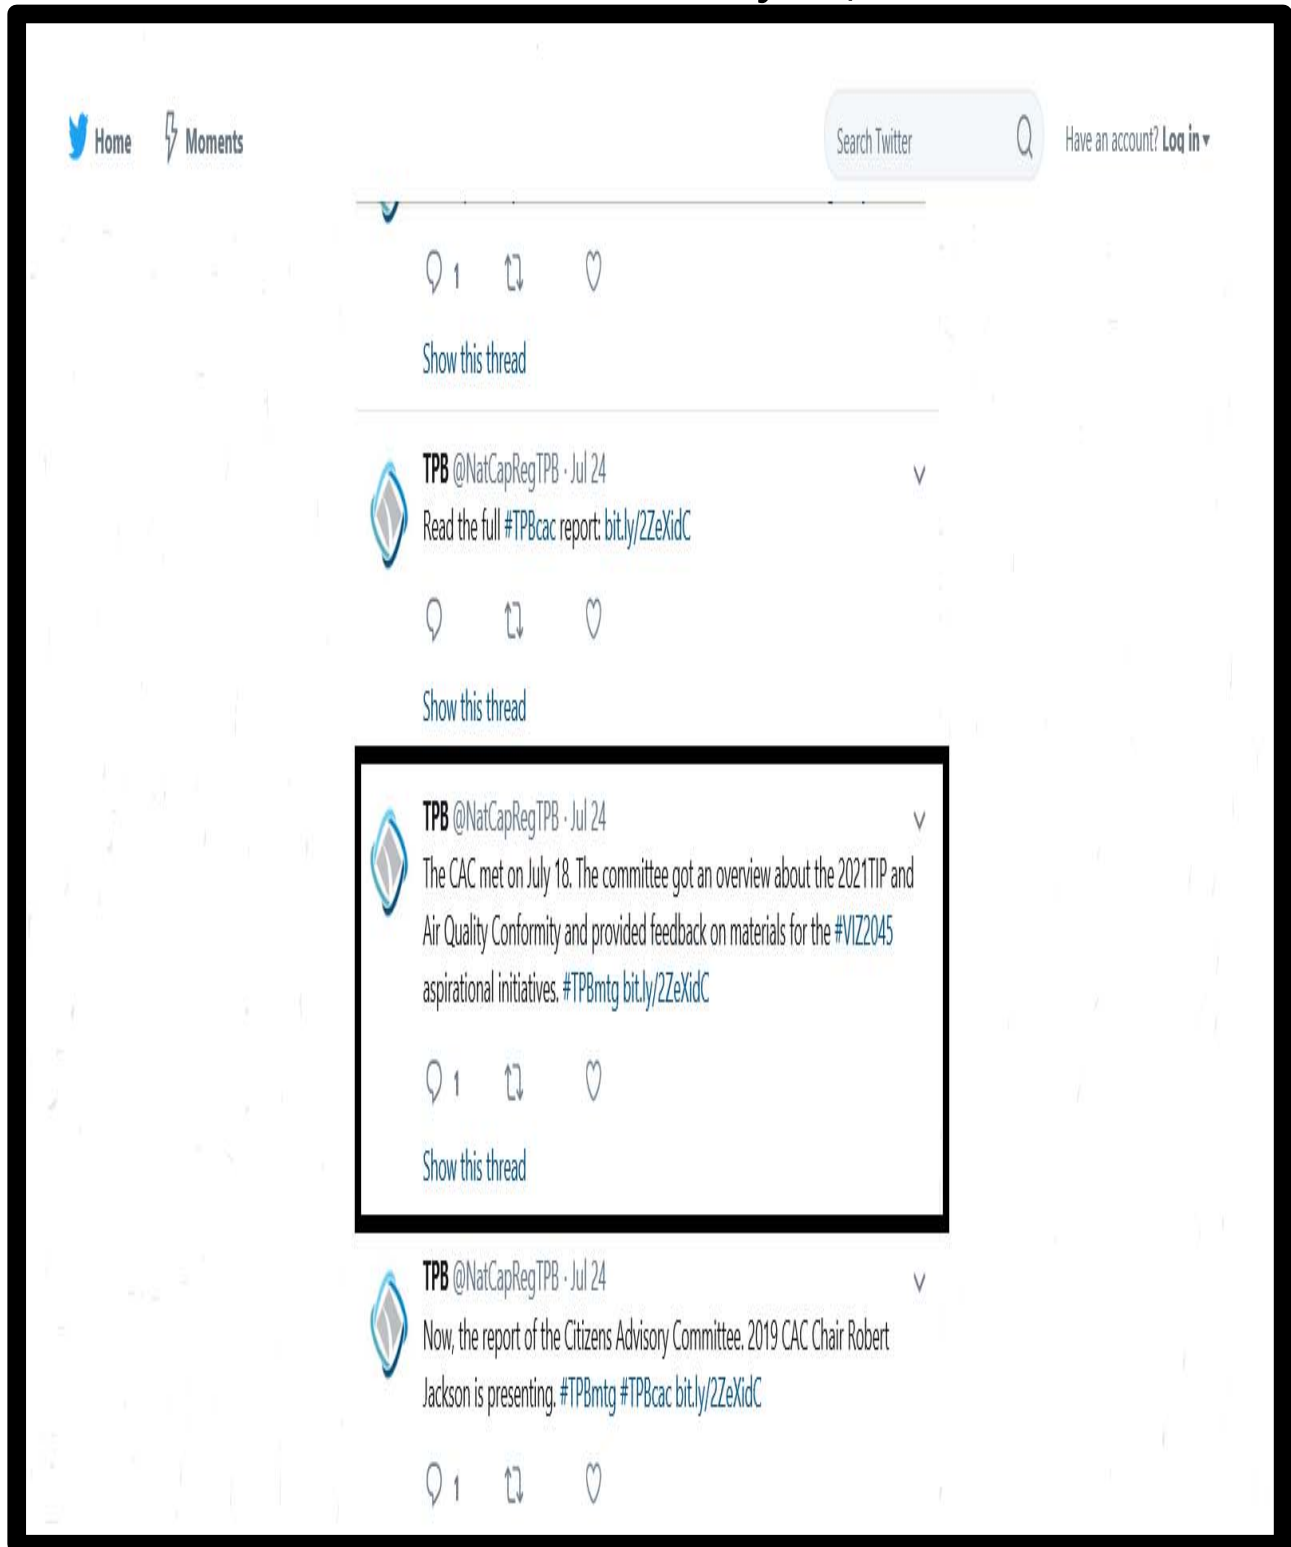 Home Moments Search Twitter Have an account? Log in
1
Show this thread
TPB @NatCapRegTPB · Jul 24
Read the full #TPBcac report: bit.ly/2ZeXidC
Show this thread
TPB @NatCapRegTPB · Jul 24
The CAC met on July 18. The committee got an overview about the 2021TIP and
Air Quality Conformity and provided feedback on materials for the #VIZ2045
aspirational initiatives. #TPBmtg bit.ly/2ZeXidC
1
Show this thread
TPB @NatCapRegTPB · Jul 24
Now, the report of the Citizens Advisory Committee. 2019 CAC Chair Robert
Jackson is presenting. #TPBmtg #TPBcac bit.ly/2ZeXidC
1